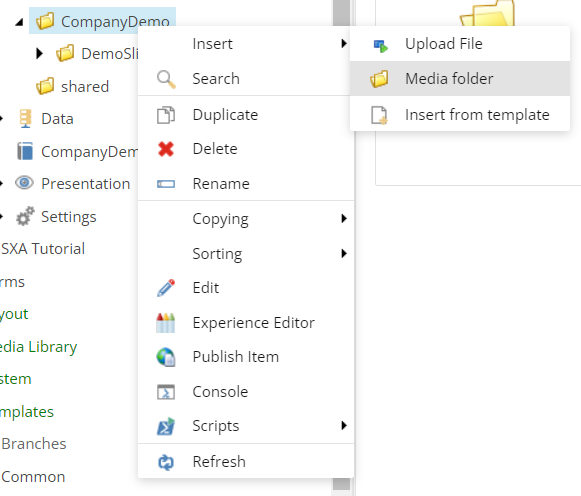 CompanyDemo
DemoSli
shared
Data
CompanyDem
Presentation
Settings
SXA Tutorial
rms
yout
edia Library
stem
mplates
Branches
Common
Insert
Search
Duplicate
Delete
Rename
Copying
Sorting
Edit
Experience Editor
Publish Item
Console
Scripts
Refresh
Upload File
Media folder
Insert from template